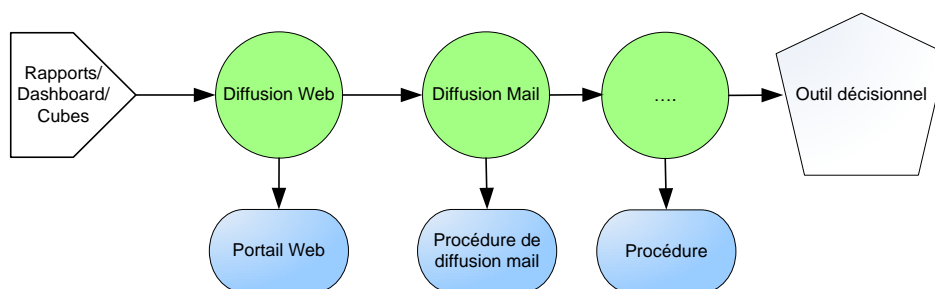 Rapports/
Dashboard/
Cubes
Diffusion Web
Diffusion Mail
....
Outil décisionnel
Portail Web
Procédure de
diffusion mail
Procédure